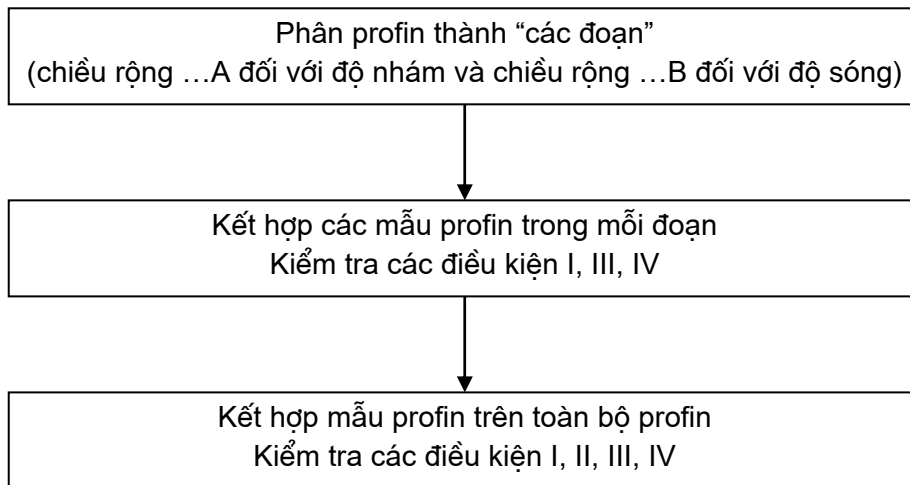 Phân profin thành “các đoạn”
(chiều rộng …A đối với độ nhám và chiều rộng …B đối với độ sóng)
Kết hợp các mẫu profin trong mỗi đoạn
Kiểm tra các điều kiện I, III, IV
Kết hợp mẫu profin trên toàn bộ profin
Kiểm tra các điều kiện I, II, III, IV